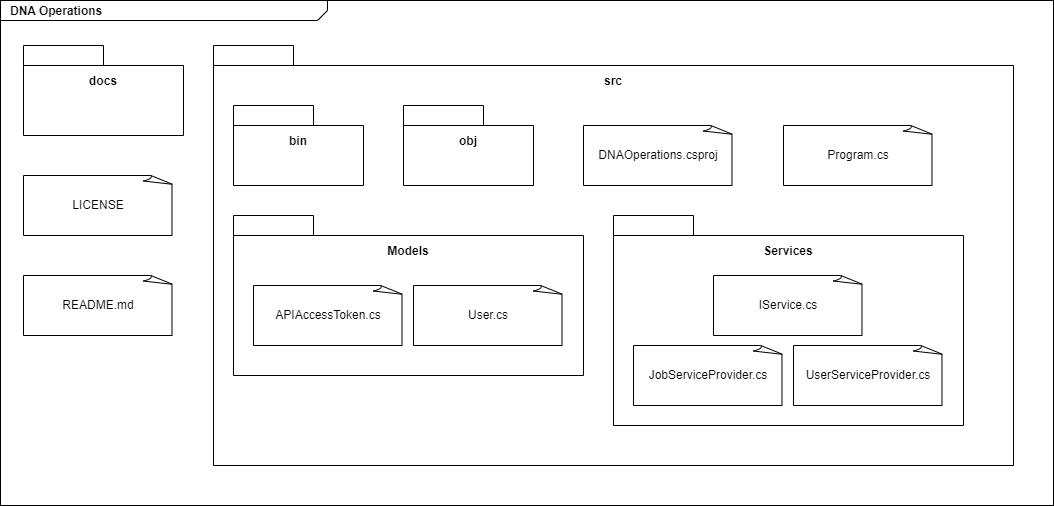 DNA Operations
docs
src
bin
obj
DNAOperations.csproj
Program.cs
LICENSE
Models
Services
README.md
APIAccessToken.cs
User.cs
IService.cs
JobServiceProvider.cs
UserServiceProvider.cs